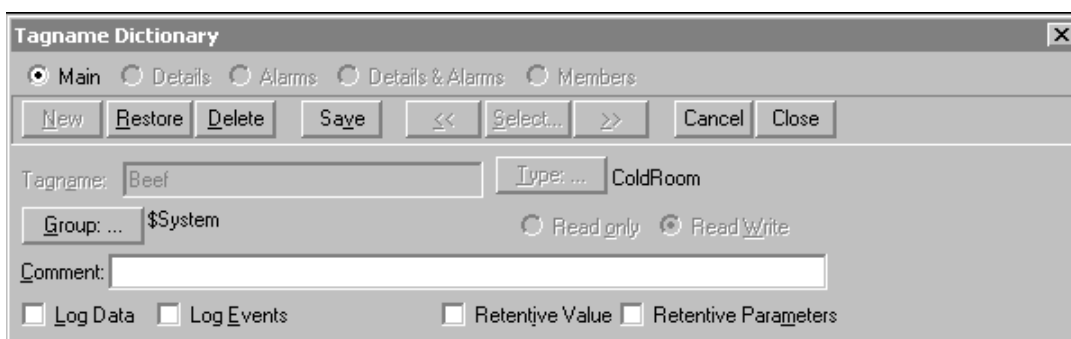 Tagname Dictionary
Main Details Alarms Details & Alarms Members
New Restore Delete Save << Select... >> Cancel Close
Tagname: Beef Type: ... ColdRoom
Group: ... $System Read only Read Write
Comment:
Log Data Log Events Retentive Value Retentive Parameters